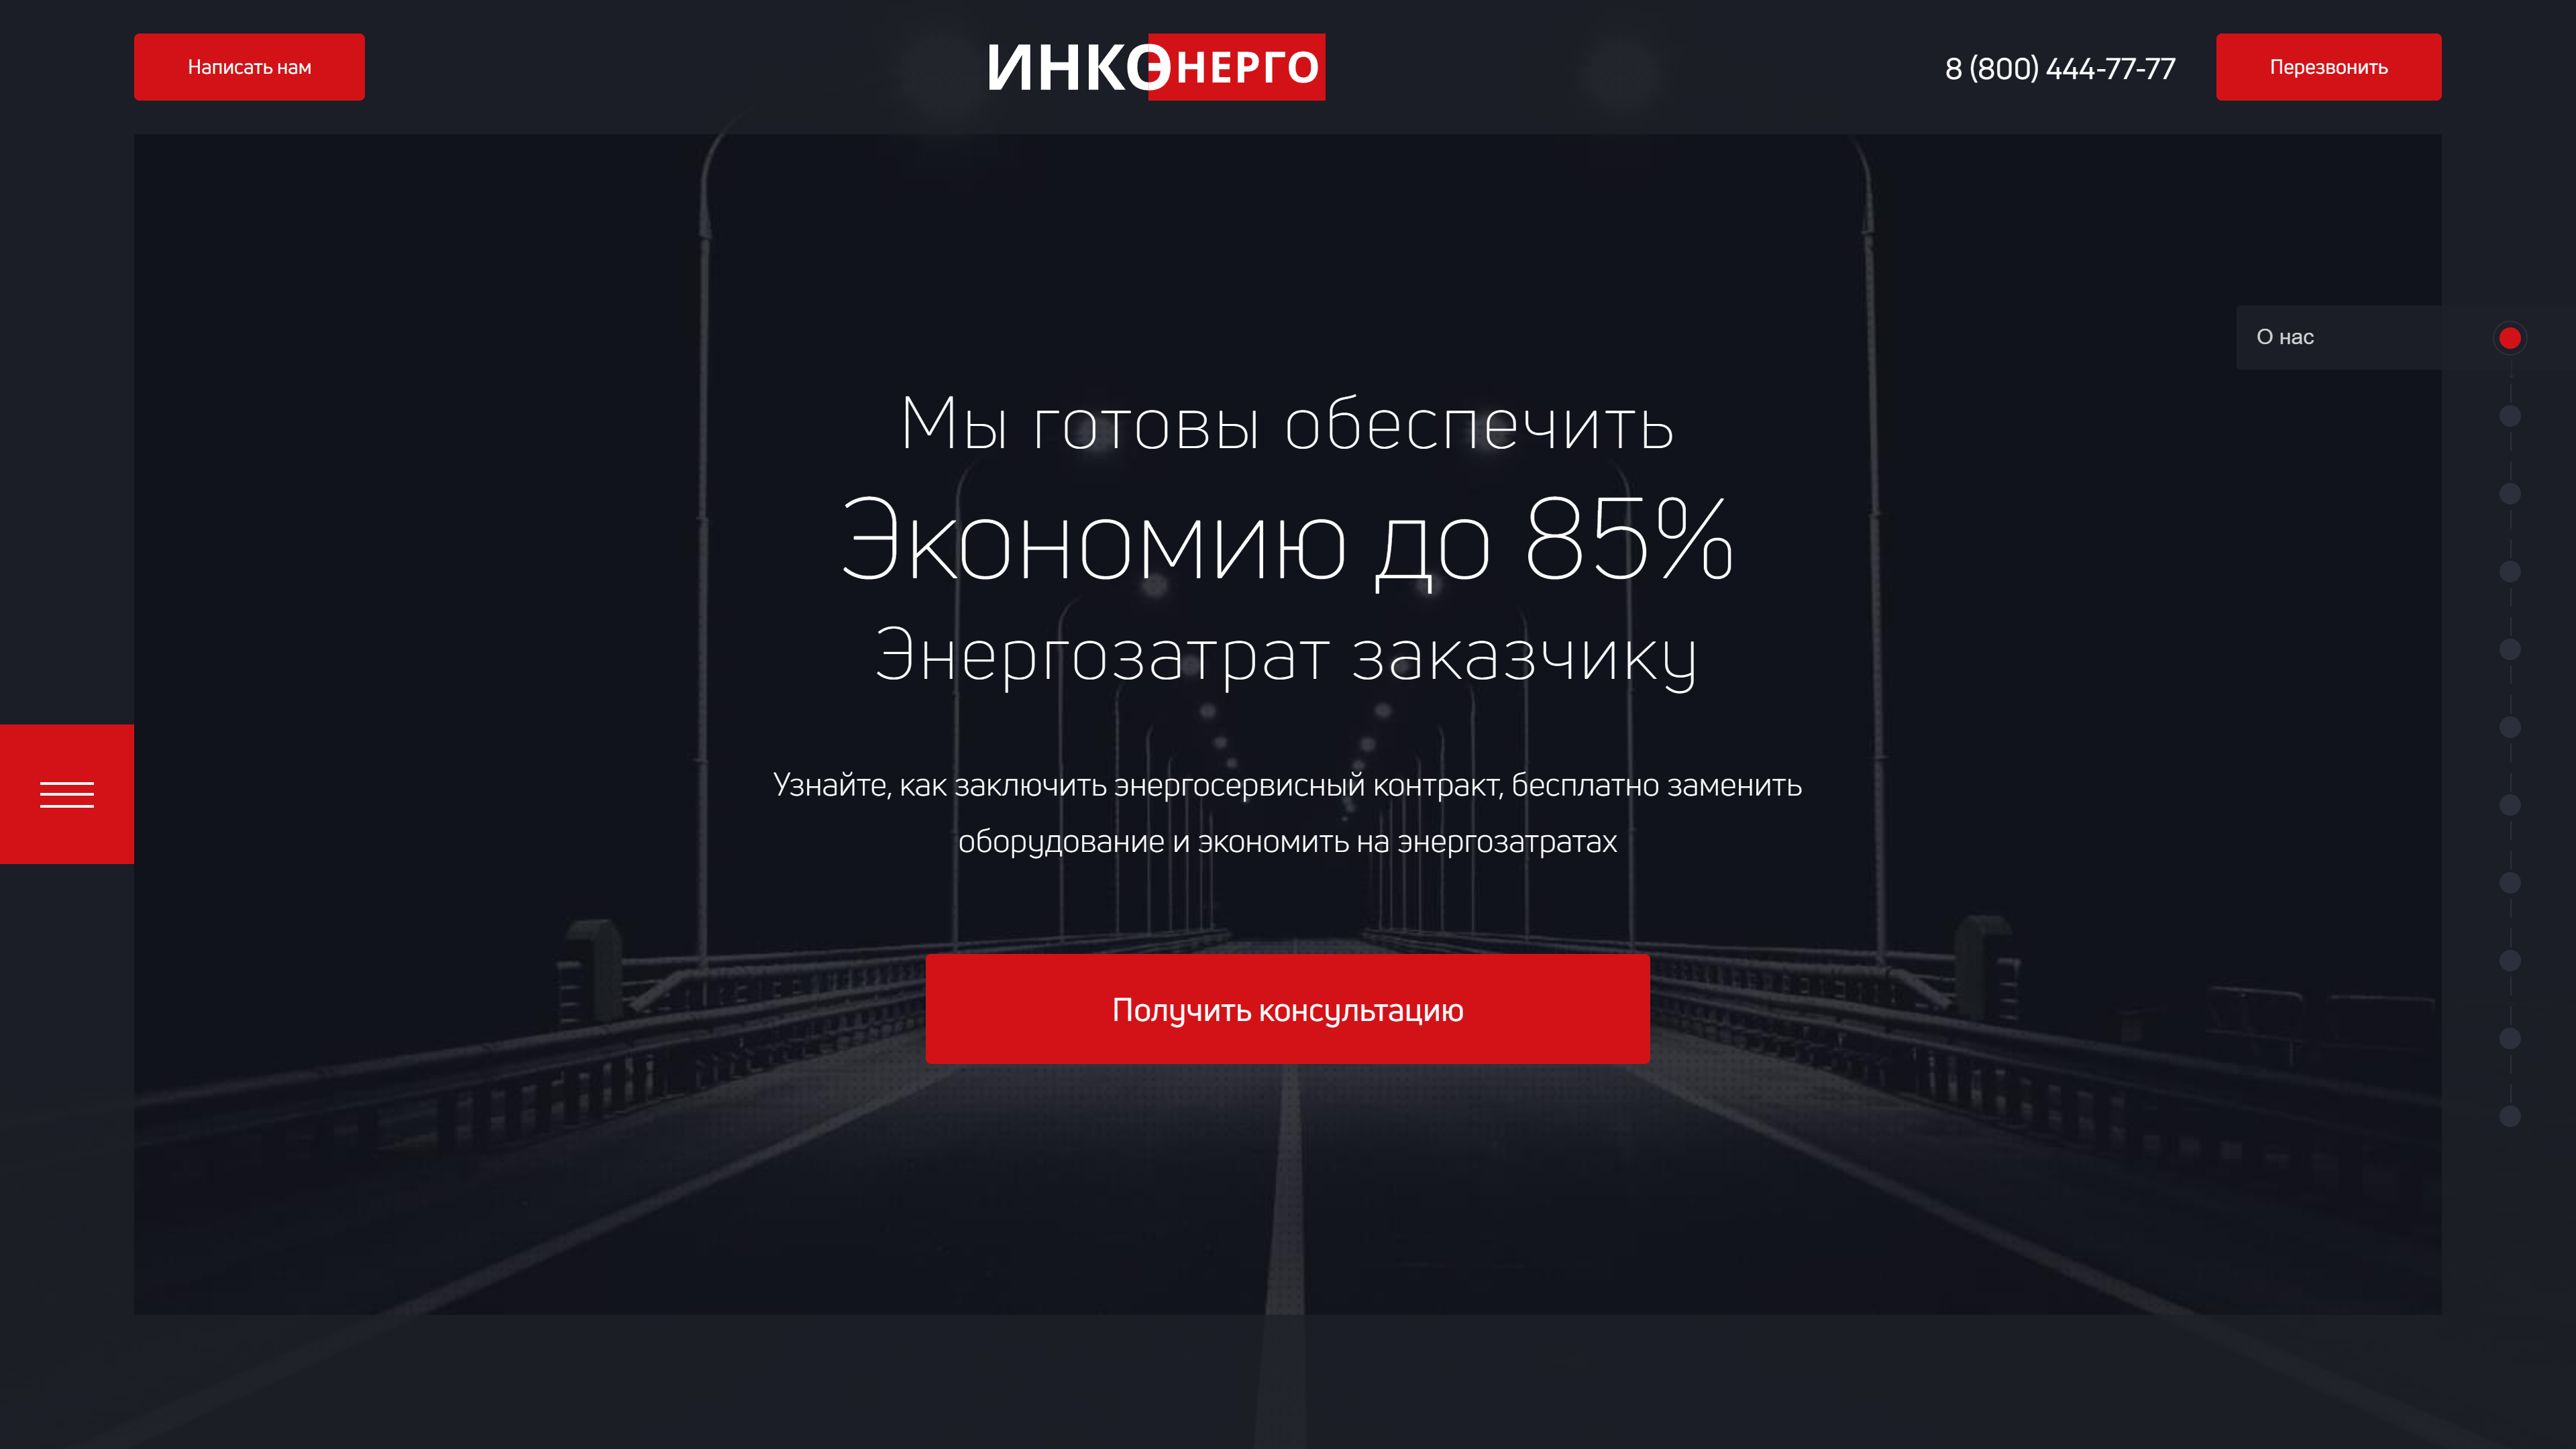 Написать нам
ИНКОЭНЕРГО
8 (800) 444-77-77
Перезвонить
О нас
Мы готовы обеспечить
Экономию до 85%
Энергозатрат заказчику
Узнайте, как заключить энергосервисный контракт, бесплатно заменить
оборудование и экономить на энергозатратах
Получить консультацию